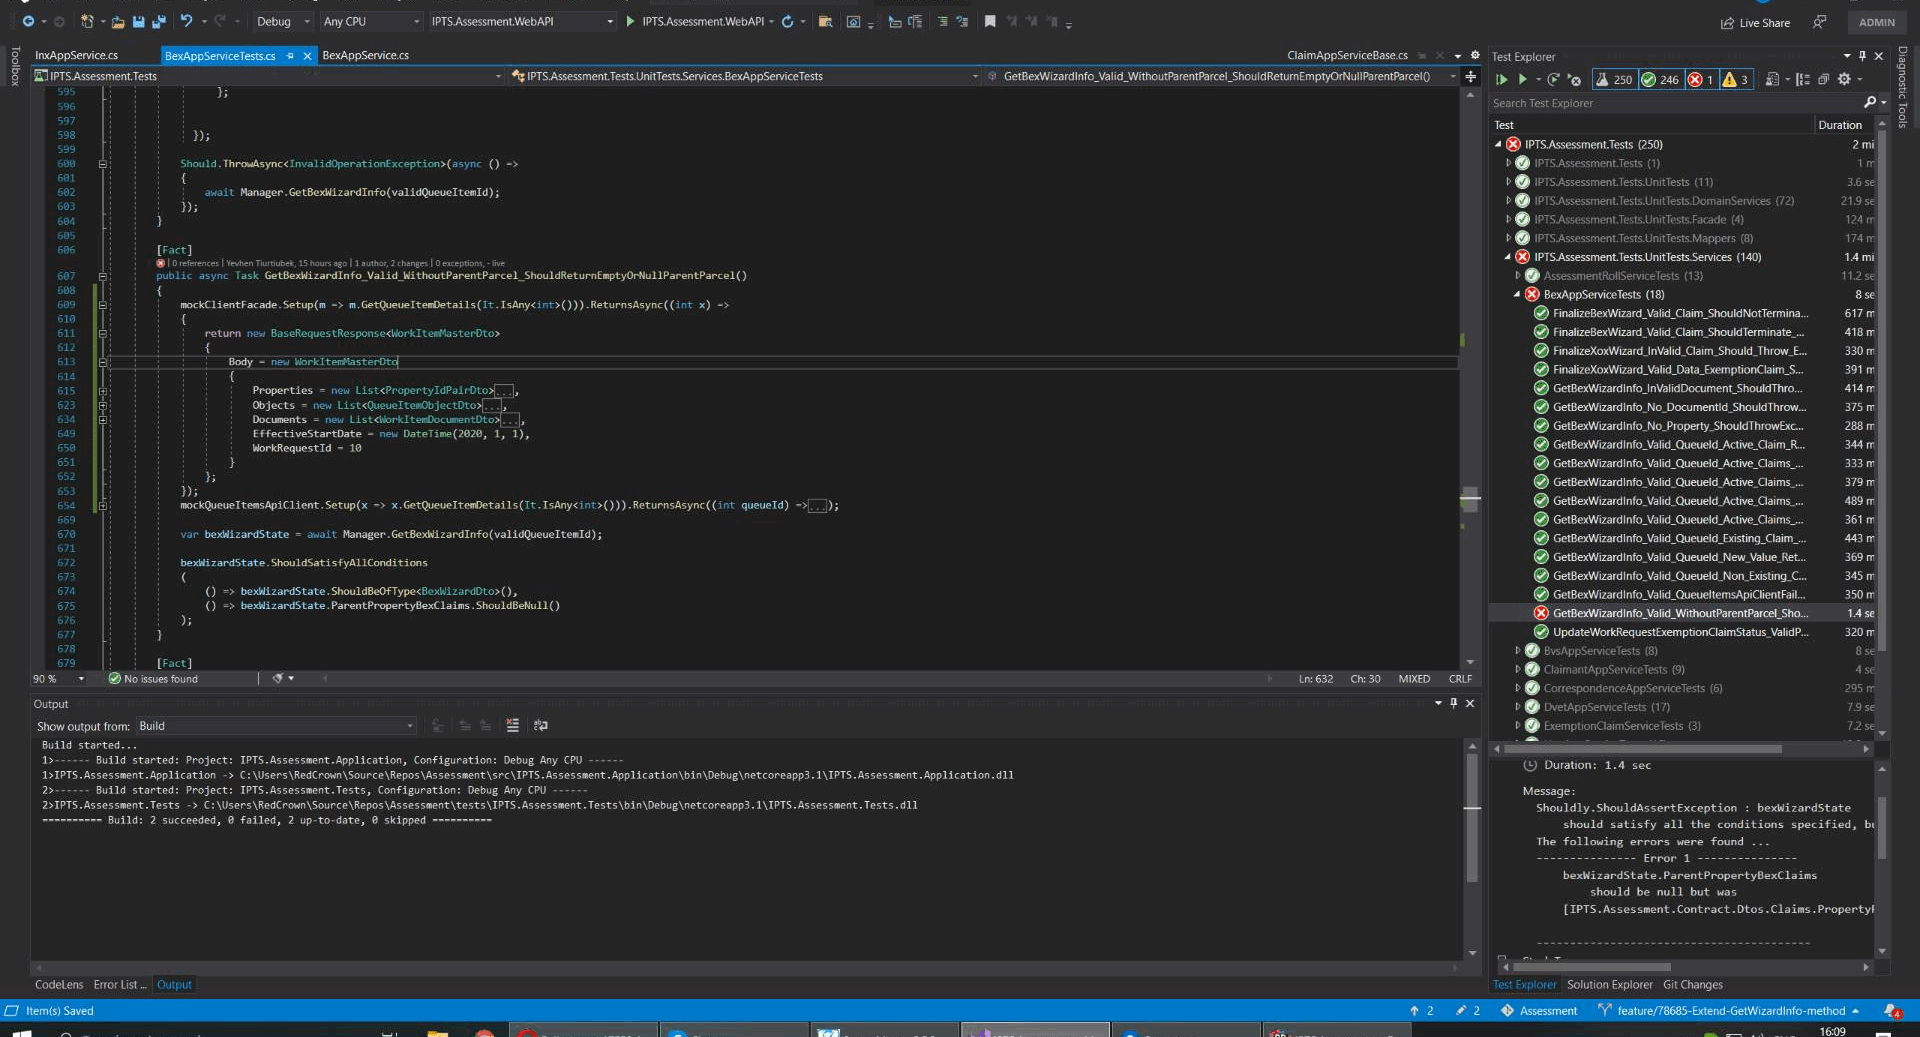 Debug
Any CPU
IPTS.Assessment.WebAPI
IPTS.Assessment.WebAPI
Live Share
ADMIN
Toolbox
InxAppService.cs
BexAppServiceTests.cs
BexAppService.cs
ClaimAppServiceBase.cs
IPTS.Assessment.Tests
IPTS.Assessment.Tests.UnitTests.Services.BexAppServiceTests
GetBexWizardInfo_Valid_WithoutParentParcel_ShouldReturnEmptyOrNullParentParcel()
595 };
596
597
598 });
599
600 Should.ThrowAsync<InvalidOperationException>(async () =>
601 {
602 await Manager.GetBexWizardInfo(validQueueItemId);
603 });
604 }
605
606 [Fact]
0 references | Yevhen Tiurtiubek, 15 hours ago | 1 author, 2 changes | 0 exceptions, - live
607 public async Task GetBexWizardInfo_Valid_WithoutParentParcel_ShouldReturnEmptyOrNullParentParcel()
608 {
609 mockClientFacade.Setup(m => m.GetQueueItemDetails(It.IsAny<int>())).ReturnsAsync((int x) =>
610 {
611 return new BaseRequestResponse<WorkItemMasterDto>
612 {
613 Body = new WorkItemMasterDto
614 {
615 Properties = new List<PropertyIdPairDto>...,
623 Objects = new List<QueueItemObjectDto>...,
634 Documents = new List<WorkItemDocumentDto>...,
649 EffectiveStartDate = new DateTime(2020, 1, 1),
650 WorkRequestId = 10
651 }
652 };
653 });
654 mockQueueItemsApiClient.Setup(x => x.GetQueueItemDetails(It.IsAny<int>())).ReturnsAsync((int queueId) =>...);
669
670 var bexWizardState = await Manager.GetBexWizardInfo(validQueueItemId);
671
672 bexWizardState.ShouldSatisfyAllConditions
673 (
674 () => bexWizardState.ShouldBeOfType<BexWizardDto>(),
675 () => bexWizardState.ParentPropertyBexClaims.ShouldBeNull()
676 );
677 }
678
679 [Fact]
90 %
No issues found
Ln: 632 Ch: 30 MIXED CRLF
Output
Show output from: Build
Build started...
1>------ Build started: Project: IPTS.Assessment.Application, Configuration: Debug Any CPU ------
1>IPTS.Assessment.Application -> C:\Users\RedCrown\Source\Repos\Assessment\src\IPTS.Assessment.Application\bin\Debug\netcoreapp3.1\IPTS.Assessment.Application.dll
2>------ Build started: Project: IPTS.Assessment.Tests, Configuration: Debug Any CPU ------
2>IPTS.Assessment.Tests -> C:\Users\RedCrown\Source\Repos\Assessment\tests\IPTS.Assessment.Tests\bin\Debug\netcoreapp3.1\IPTS.Assessment.Tests.dll
========== Build: 2 succeeded, 0 failed, 2 up-to-date, 0 skipped ==========
CodeLens Error List ... Output
Test Explorer
250 246 1 3
Search Test Explorer
Test Duration
IPTS.Assessment.Tests (250) 2 mi
IPTS.Assessment.Tests (1) 1 m
IPTS.Assessment.Tests.UnitTests (11) 3.6 se
IPTS.Assessment.Tests.UnitTests.DomainServices (72) 21.9 se
IPTS.Assessment.Tests.UnitTests.Facade (4) 124 m
IPTS.Assessment.Tests.UnitTests.Mappers (8) 174 m
IPTS.Assessment.Tests.UnitTests.Services (140) 1.4 mi
AssessmentRollServiceTests (13) 11.2 se
BexAppServiceTests (18) 8 se
FinalizeBexWizard_Valid_Claim_ShouldNotTermina... 617 m
FinalizeBexWizard_Valid_Claim_ShouldTerminate_... 418 m
FinalizeXoxWizard_InValid_Claim_Should_Throw_E... 330 m
FinalizeXoxWizard_Valid_Data_ExemptionClaim_S... 391 m
GetBexWizardInfo_InValidDocument_ShouldThro... 414 m
GetBexWizardInfo_No_DocumentId_ShouldThrow... 375 m
GetBexWizardInfo_No_Property_ShouldThrowExc... 288 m
GetBexWizardInfo_Valid_QueueId_Active_Claim_R... 344 m
GetBexWizardInfo_Valid_QueueId_Active_Claims_... 333 m
GetBexWizardInfo_Valid_QueueId_Active_Claims_... 379 m
GetBexWizardInfo_Valid_QueueId_Active_Claims_... 489 m
GetBexWizardInfo_Valid_QueueId_Active_Claims_... 361 m
GetBexWizardInfo_Valid_QueueId_Existing_Claim_... 443 m
GetBexWizardInfo_Valid_QueueId_New_Value_Ret... 369 m
GetBexWizardInfo_Valid_QueueId_Non_Existing_C... 345 m
GetBexWizardInfo_Valid_QueueItemsApiClientFail... 350 m
GetBexWizardInfo_Valid_WithoutParentParcel_Sho... 1.4 se
UpdateWorkRequestExemptionClaimStatus_ValidP... 320 m
BvsAppServiceTests (8) 8 se
ClaimantAppServiceTests (9) 4 se
CorrespondenceAppServiceTests (6) 295 m
DvetAppServiceTests (17) 7.9 se
ExemptionClaimServiceTests (3) 7.2 se
Duration: 1.4 sec
Message:
Shouldly.ShouldAssertException : bexWizardState
should satisfy all the conditions specified, bu
The following errors were found ...
--------------- Error 1 ---------------
bexWizardState.ParentPropertyBexClaims
should be null but was
[IPTS.Assessment.Contract.Dtos.Claims.Property
-----------------------------------------
Test Explorer Solution Explorer Git Changes
Diagnostic Tools
Item(s) Saved
2 2 Assessment feature/78685-Extend-GetWizardInfo-method 4
16:09